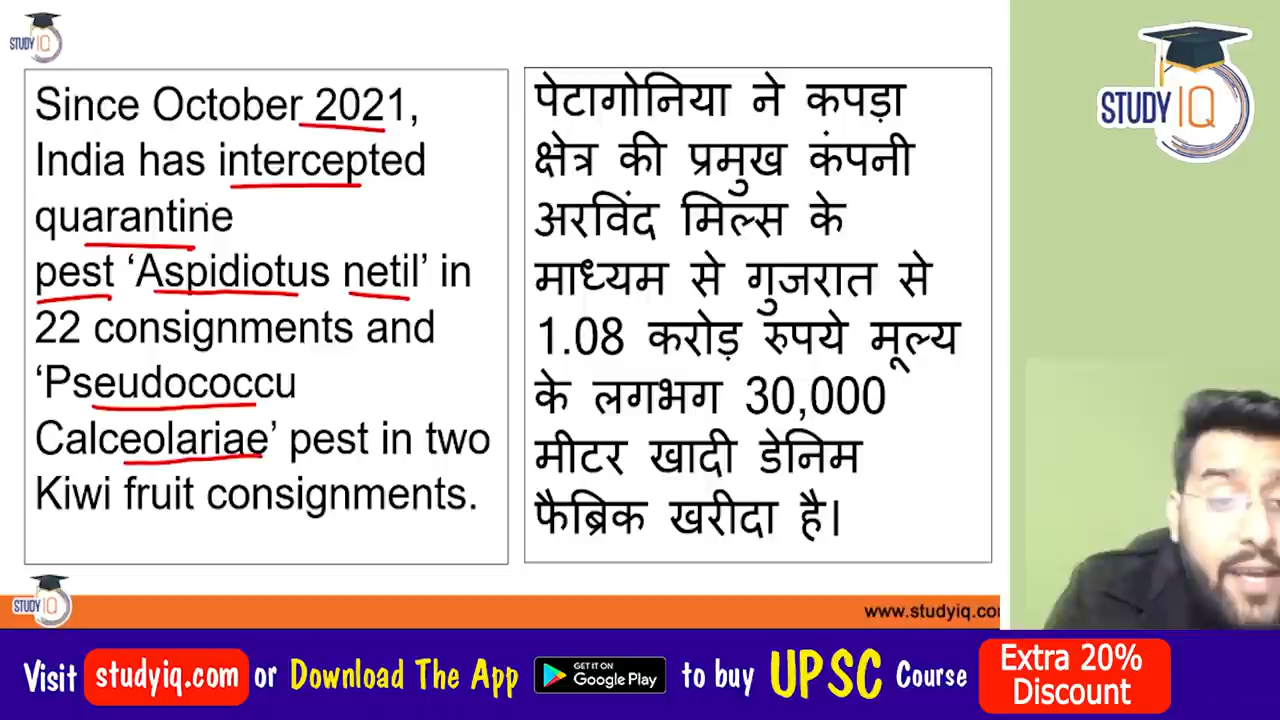 STUDY IQ
Since October 2021,
India has intercepted
quarantine
pest ‘Aspidiotus netil’ in
22 consignments and
‘Pseudococcu
Calceolariae’ pest in two
Kiwi fruit consignments.
पेटागोनिया ने कपड़ा
क्षेत्र की प्रमुख कंपनी
अरविंद मिल्स के
माध्यम से गुजरात से
1.08 करोड़ रुपये मूल्य
के लगभग 30,000
मीटर खादी डेनिम
फैब्रिक खरीदा है।
STUDY IQ
STUDY IQ
www.studyiq.co
Visit studyiq.com or Download The App GET IT ON Google Play to buy UPSC Course
Extra 20%
Discount